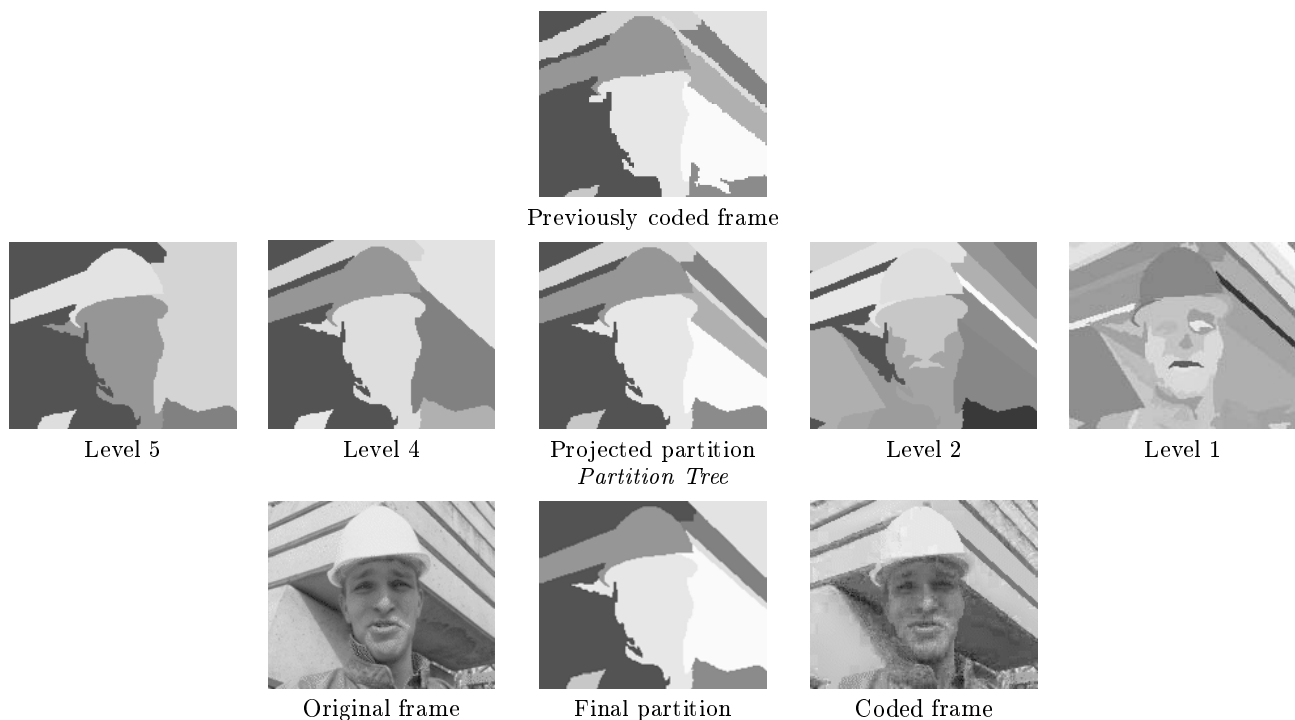 Previously coded frame
Level 5
Level 4
Projected partition
Partition Tree
Level 2
Level 1
Original frame
Final partition
Coded frame